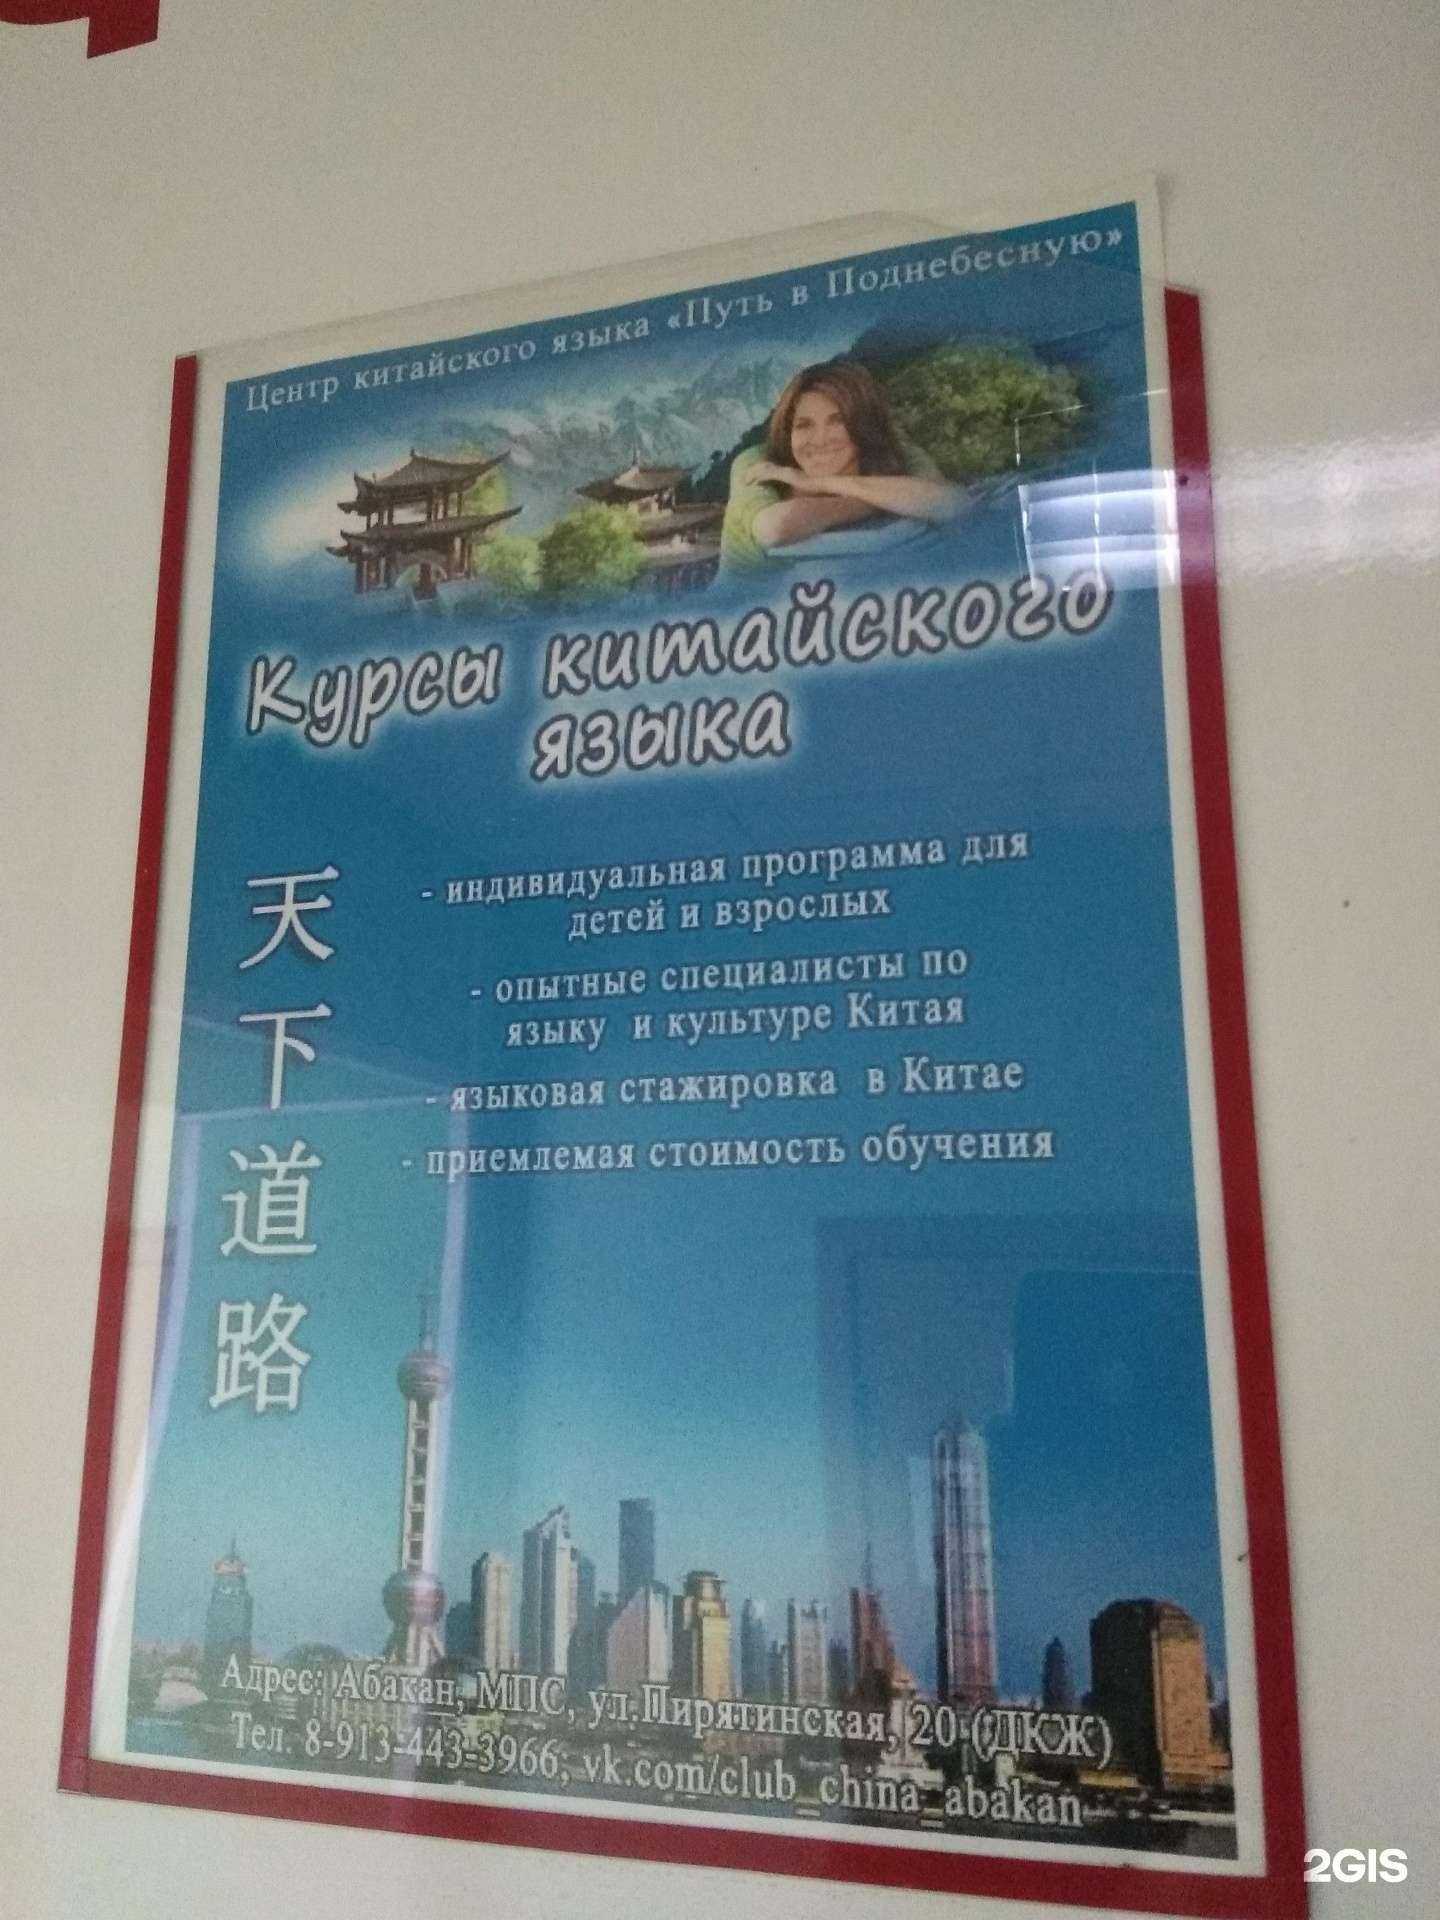 Центр китайского языка «Путь в Поднебесную»
Курсы китайского
языка
- индивидуальная программа для
детей и взрослых
- опытные специалисты по
языку и культуре Китая
- языковая стажировка в Китае
- приемлемая стоимость обучения
天
下
道
路
Адрес: Абакан, МПС, ул.Пирятинская, 20 (ДКЖ)
Тел. 8-913-443-3966; vk.com/club_china_abakan
2GIS